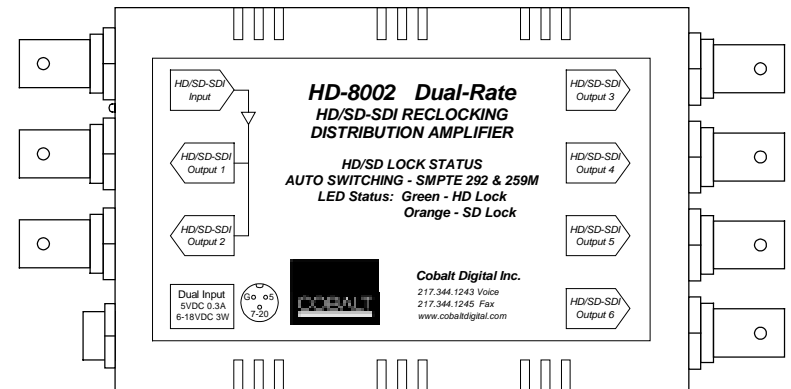 HD/SD-SDI
Input
HD/SD-SDI
Output 1
HD/SD-SDI
Output 2
Dual Input
5VDC 0.3A
6-18VDC 3W
G 5
7-20
HD-8002 Dual-Rate
HD/SD-SDI RECLOCKING
DISTRIBUTION AMPLIFIER
HD/SD LOCK STATUS
AUTO SWITCHING - SMPTE 292 & 259M
LED Status: Green - HD Lock
Orange - SD Lock
COBALT
Cobalt Digital Inc.
217.344.1243 Voice
217.344.1245 Fax
www.cobaltdigital.com
HD/SD-SDI
Output 3
HD/SD-SDI
Output 4
HD/SD-SDI
Output 5
HD/SD-SDI
Output 6